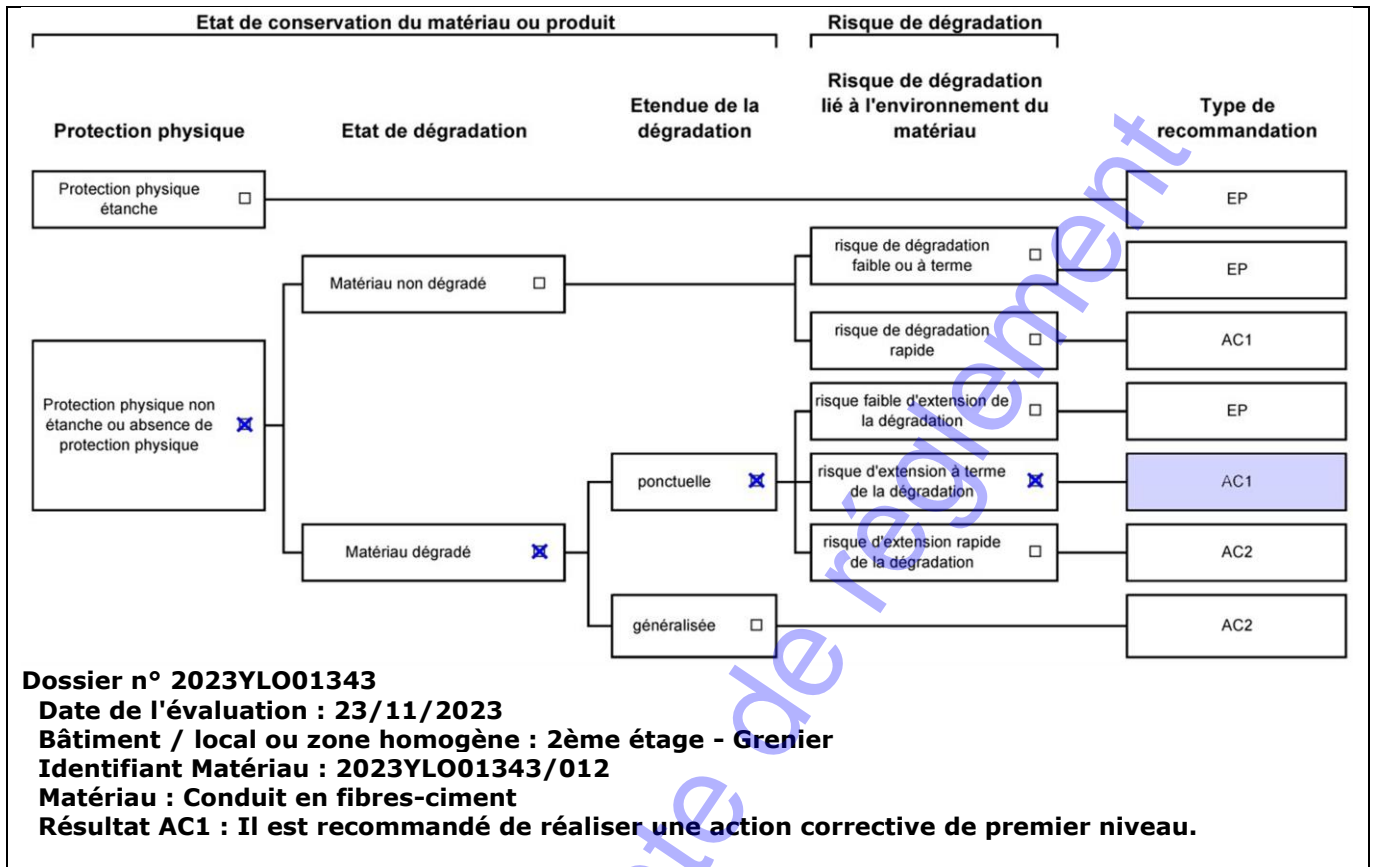 Etat de conservation du matériau ou produit
Risque de dégradation
Protection physique
Etat de dégradation
Etendue de la
dégradation
Risque de dégradation
lié à l'environnement du
matériau
Type de
recommandation
Protection physique
étanche
EP
Matériau non dégradé
risque de dégradation
faible ou à terme
EP
risque de dégradation
rapide
AC1
Protection physique non
étanche ou absence de
protection physique
risque faible d'extension de
la dégradation
EP
ponctuelle
risque d'extension à terme
de la dégradation
AC1
Matériau dégradé
risque d'extension rapide
de la dégradation
AC2
généralisée
AC2
Dossier n° 2023YLO01343
Date de l'évaluation : 23/11/2023
Bâtiment / local ou zone homogène : 2ème étage - Grenier
Identifiant Matériau : 2023YLO01343/012
Matériau : Conduit en fibres-ciment
Résultat AC1 : Il est recommandé de réaliser une action corrective de premier niveau.
te de réglement